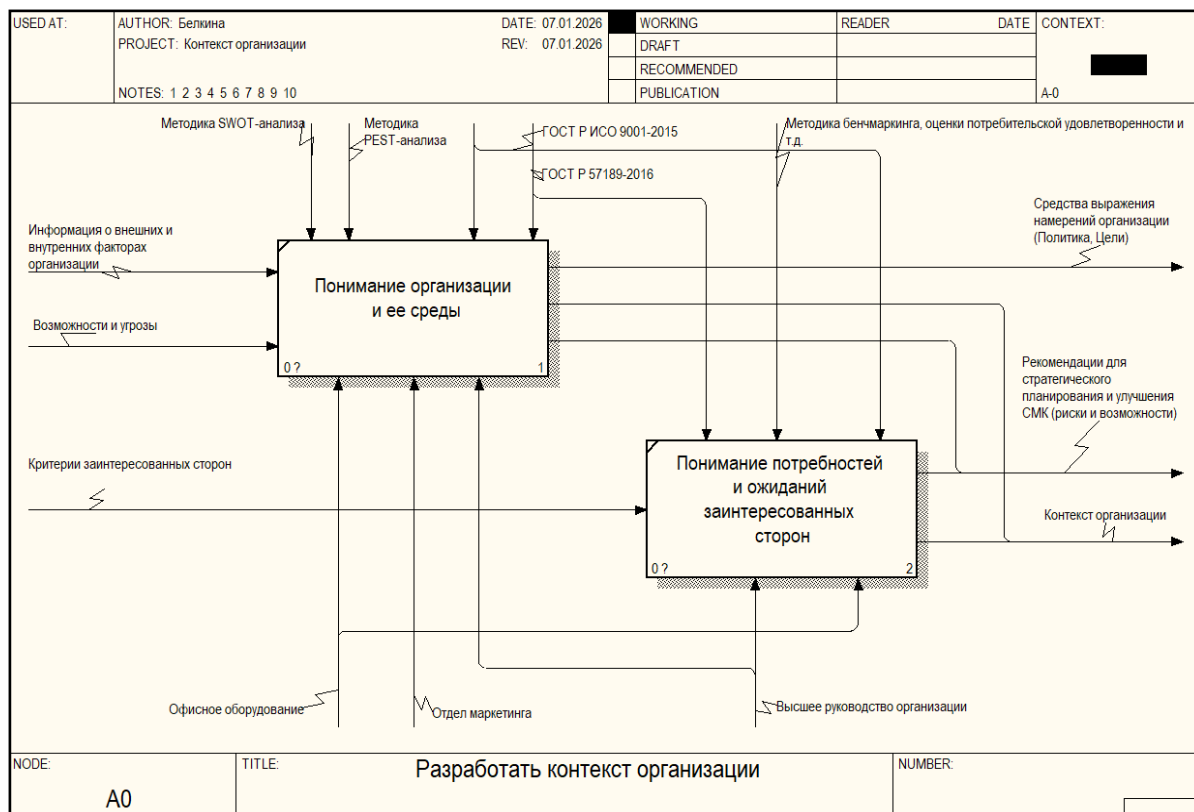 USED AT:
AUTHOR: Белкина
DATE: 07.01.2026
WORKING
READER
DATE
CONTEXT:
PROJECT: Контекст организации
REV: 07.01.2026
DRAFT
RECOMMENDED
NOTES: 1 2 3 4 5 6 7 8 9 10
PUBLICATION
A-0
Методика SWOT-анализа
Методика
PEST-анализа
ГОСТ Р ИСО 9001-2015
ГОСТ Р 57189-2016
Методика бенчмаркинга, оценки потребительской удовлетворенности и
т.д.
Информация о внешних и
внутренних факторах
организации
Возможности и угрозы
Понимание организации
и ее среды
0 ?
1
Средства выражения
намерений организации
(Политика, Цели)
Рекомендации для
стратегического
планирования и улучшения
СМК (риски и возможности)
Критерии заинтересованных сторон
Понимание потребностей
и ожиданий
заинтересованных
сторон
0 ?
2
Контекст организации
Офисное оборудование
Отдел маркетинга
Высшее руководство организации
NODE:
A0
TITLE:
Разработать контекст организации
NUMBER: